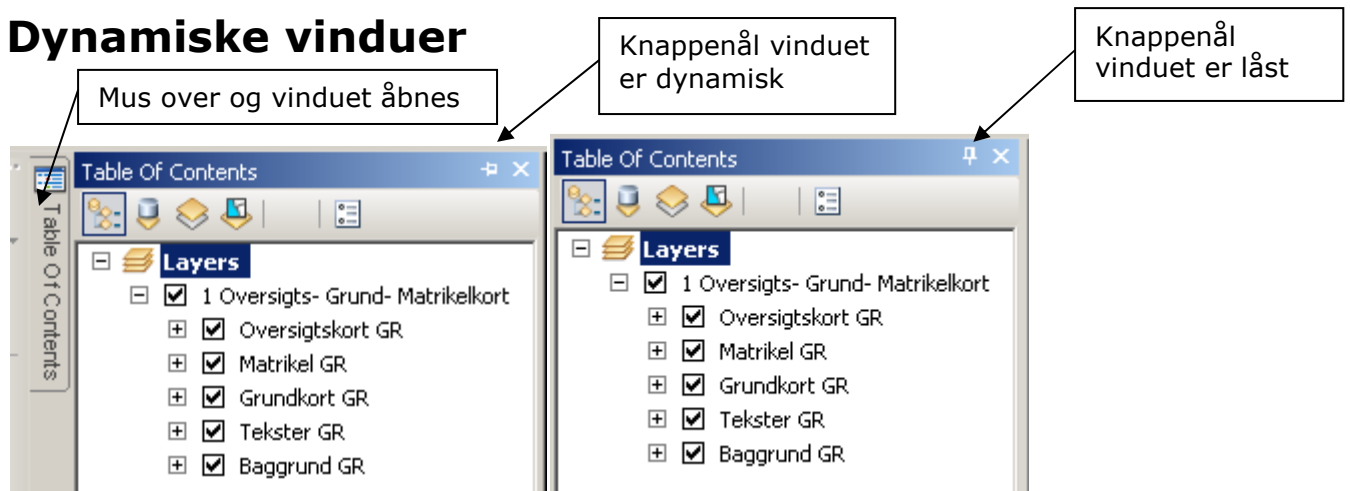 Dynamiske vinduer
Mus over og vinduet åbnes
Knappenål vinduet
er dynamisk
Knappenål
vinduet er låst
Table Of Contents
Table Of Contents
Layers
1 Oversigts- Grund- Matrikelkort
Oversigtskort GR
Matrikel GR
Grundkort GR
Tekster GR
Baggrund GR
Table Of Contents
Layers
1 Oversigts- Grund- Matrikelkort
Oversigtskort GR
Matrikel GR
Grundkort GR
Tekster GR
Baggrund GR